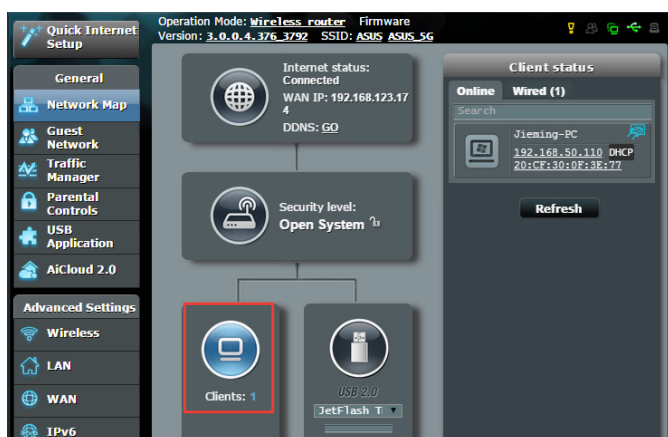 Quick Internet
Setup
Operation Mode: Wireless router Firmware
Version: 3.0.0.4.376_3792 SSID: ASUS ASUS_5G
General
Network Map
Guest
Network
Traffic
Manager
Parental
Controls
USB
Application
AiCloud 2.0
Advanced Settings
Wireless
LAN
WAN
IPv6
Internet status:
Connected
WAN IP: 192.168.123.17
4
DDNS: GO
Security level:
Open System
Clients: 1
USB 2.0
JetFlash T
Client status
Online Wired (1)
Search
Jieming-PC
192.168.50.110 DHCP
20:CF:30:0F:3E:77
Refresh